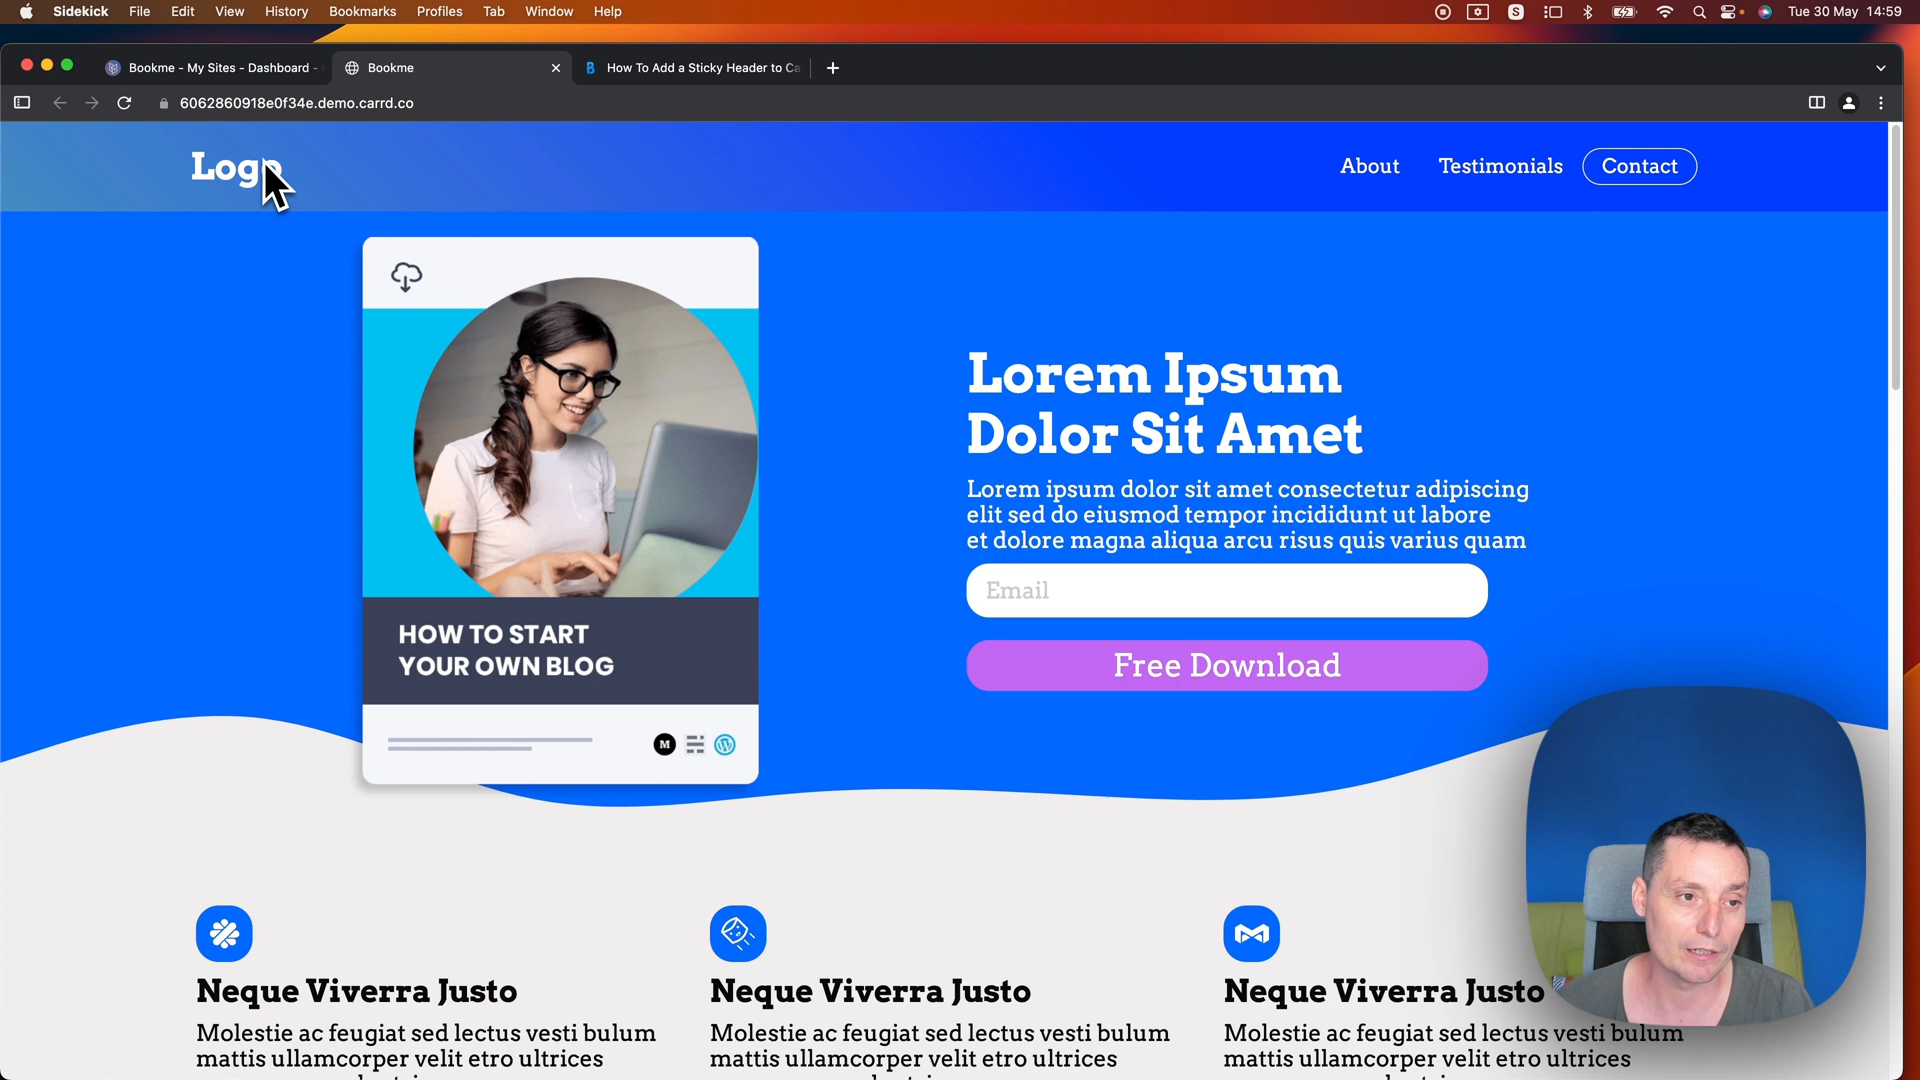 Sidekick File Edit View History Bookmarks Profiles Tab Window Help
S
Tue 30 May 14:59
Bookme - My Sites - Dashboard -
Bookme
How To Add a Sticky Header to Ca
6062860918e0f34e.demo.carrd.co
Logo
About Testimonials Contact
HOW TO START
YOUR OWN BLOG
M
Lorem Ipsum
Dolor Sit Amet
Lorem ipsum dolor sit amet consectetur adipiscing
elit sed do eiusmod tempor incididunt ut labore
et dolore magna aliqua arcu risus quis varius quam
Email
Free Download
Neque Viverra Justo
Molestie ac feugiat sed lectus vesti bulum
mattis ullamcorper velit etro ultrices
Neque Viverra Justo
Molestie ac feugiat sed lectus vesti bulum
mattis ullamcorper velit etro ultrices
Neque Viverra Justo
Molestie ac feugiat sed lectus vesti bulum
mattis ullamcorper velit etro ultrices